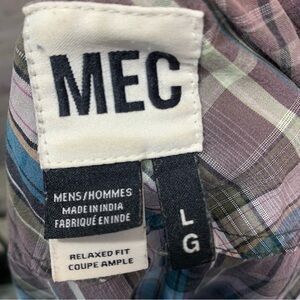 MEC
MENS/HOMMES
MADE IN INDIA
FABRIQUÉ EN INDE
L
G
RELAXED FIT
COUPE AMPLE